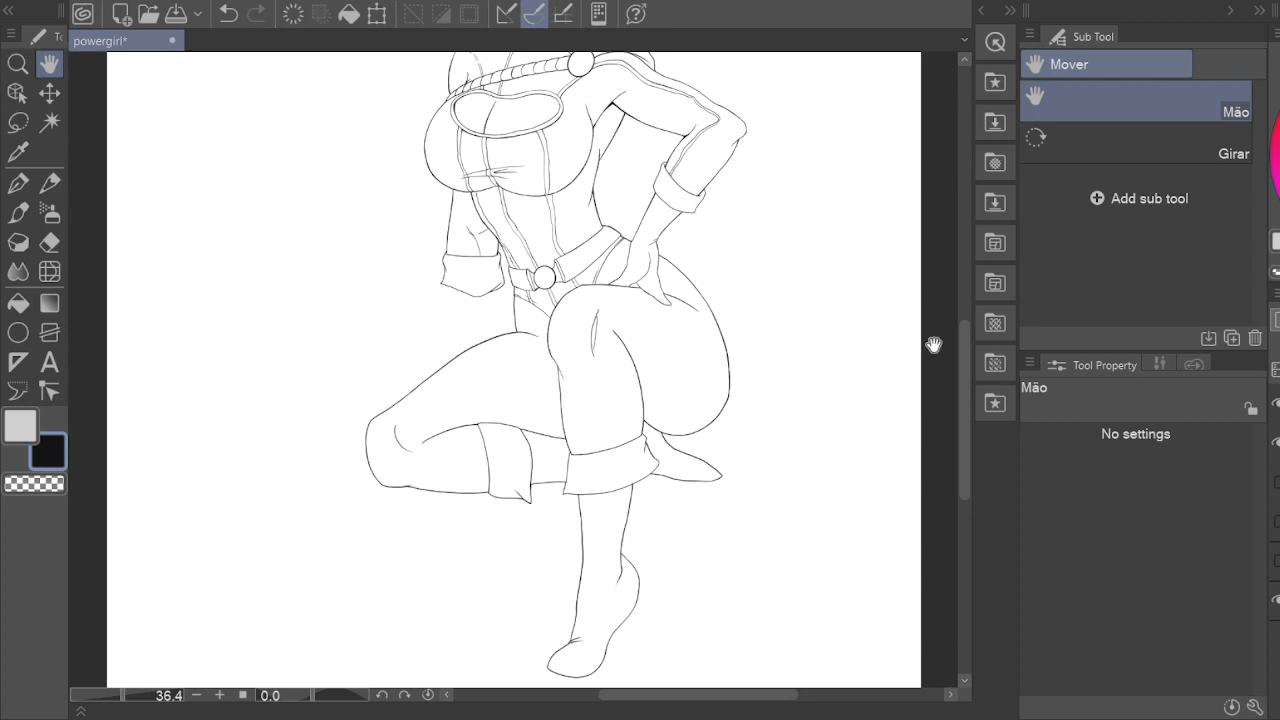 powergirl*
Sub Tool
Mover
Mão
Girar
Add sub tool
Tool Property
Mão
No settings
36.4
0.0